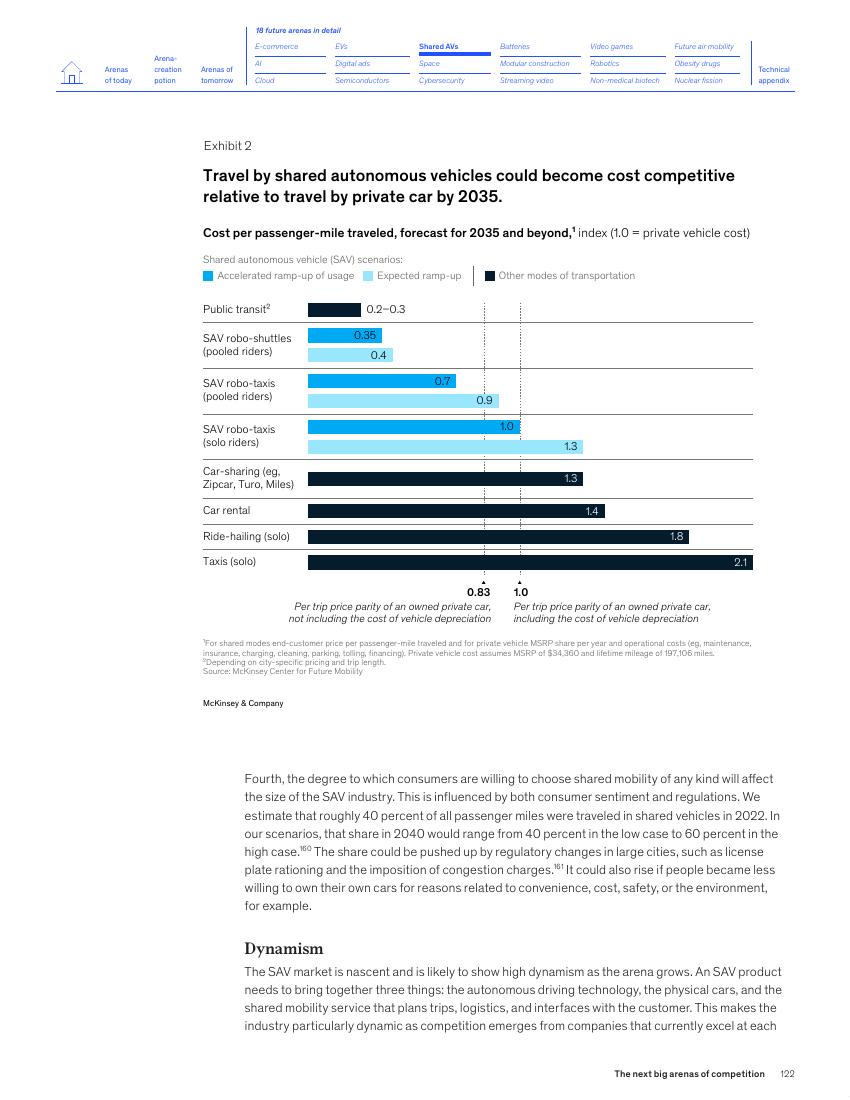 18 future arenas in detail
Arenas of today
Arena-creation potion
Arenas of tomorrow
E-commerce EVs Shared AVs Batteries Video games Future air mobility
AI Digital ads Space Modular construction Robotics Obesity drugs
Cloud Semiconductors Cybersecurity Streaming video Non-medical biotech Nuclear fission
Technical appendix
Exhibit 2
Travel by shared autonomous vehicles could become cost competitive
relative to travel by private car by 2035.
Cost per passenger-mile traveled, forecast for 2035 and beyond,¹ index (1.0 = private vehicle cost)
Shared autonomous vehicle (SAV) scenarios:
Accelerated ramp-up of usage Expected ramp-up Other modes of transportation
Public transit² 0.2–0.3
SAV robo-shuttles
(pooled riders)
0.35
0.4
SAV robo-taxis
(pooled riders)
0.7
0.9
SAV robo-taxis
(solo riders)
1.0
1.3
Car-sharing (eg,
Zipcar, Turo, Miles)
1.3
Car rental 1.4
Ride-hailing (solo) 1.8
Taxis (solo) 2.1
0.83
Per trip price parity of an owned private car,
not including the cost of vehicle depreciation
1.0
Per trip price parity of an owned private car,
including the cost of vehicle depreciation
¹For shared modes end-customer price per passenger-mile traveled and for private vehicle MSRP share per year and operational costs (eg, maintenance,
insurance, charging, cleaning, parking, tolling, financing). Private vehicle cost assumes MSRP of $34,360 and lifetime mileage of 197,106 miles.
²Depending on city-specific pricing and trip length.
Source: McKinsey Center for Future Mobility
McKinsey & Company
Fourth, the degree to which consumers are willing to choose shared mobility of any kind will affect
the size of the SAV industry. This is influenced by both consumer sentiment and regulations. We
estimate that roughly 40 percent of all passenger miles were traveled in shared vehicles in 2022. In
our scenarios, that share in 2040 would range from 40 percent in the low case to 60 percent in the
high case.¹⁶⁰ The share could be pushed up by regulatory changes in large cities, such as license
plate rationing and the imposition of congestion charges.¹⁶¹ It could also rise if people became less
willing to own their own cars for reasons related to convenience, cost, safety, or the environment,
for example.
Dynamism
The SAV market is nascent and is likely to show high dynamism as the arena grows. An SAV product
needs to bring together three things: the autonomous driving technology, the physical cars, and the
shared mobility service that plans trips, logistics, and interfaces with the customer. This makes the
industry particularly dynamic as competition emerges from companies that currently excel at each
The next big arenas of competition 122